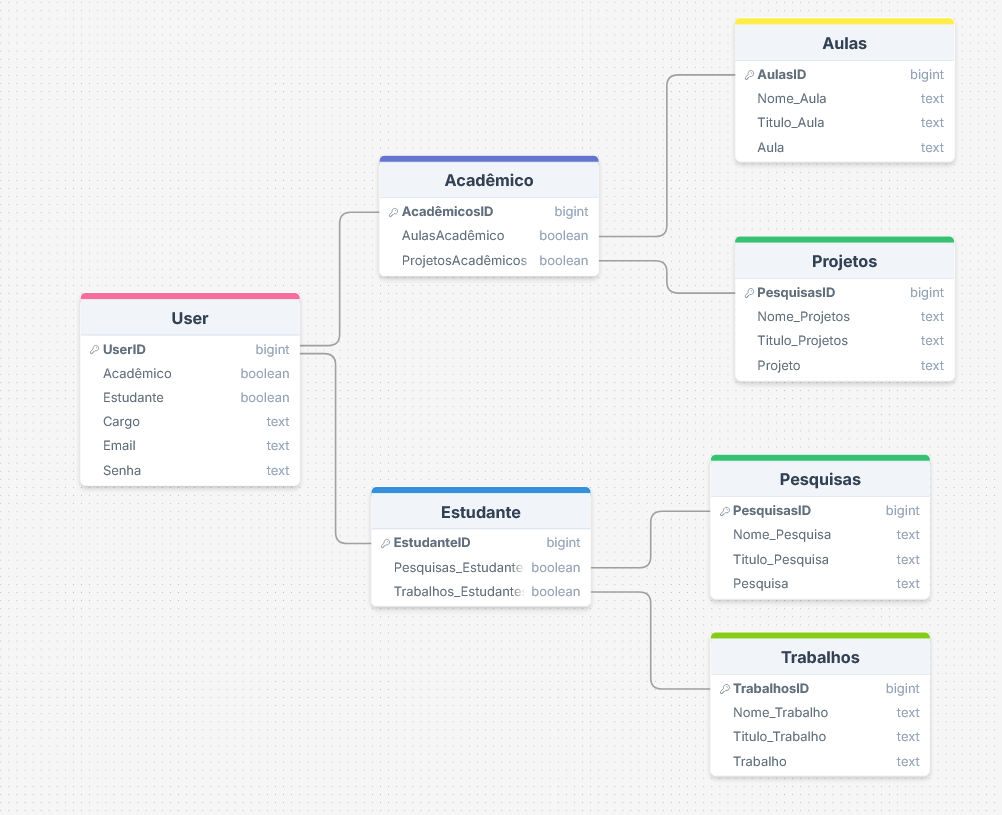 User
UserID bigint
Acadêmico boolean
Estudante boolean
Cargo text
Email text
Senha text
Acadêmico
AcadêmicosID bigint
AulasAcadêmico boolean
ProjetosAcadêmicos boolean
Estudante
EstudanteID bigint
Pesquisas_Estudante boolean
Trabalhos_Estudante boolean
Aulas
AulasID bigint
Nome_Aula text
Titulo_Aula text
Aula text
Projetos
PesquisasID bigint
Nome_Projetos text
Titulo_Projetos text
Projeto text
Pesquisas
PesquisasID bigint
Nome_Pesquisa text
Titulo_Pesquisa text
Pesquisa text
Trabalhos
TrabalhosID bigint
Nome_Trabalho text
Titulo_Trabalho text
Trabalho text